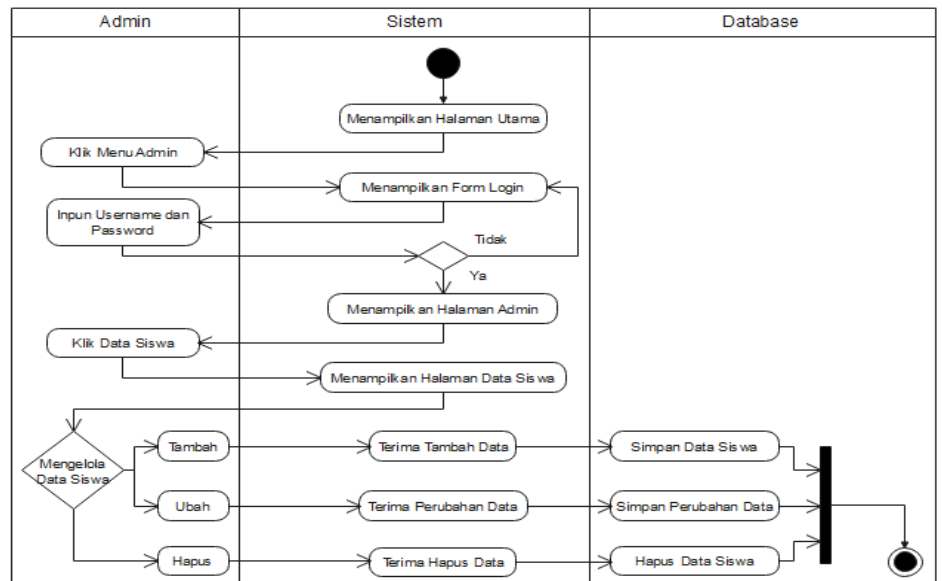 Admin
Sistem
Database
Menampilkan Halaman Utama
Klik Menu Admin
Menampilkan Form Login
Inpun Username dan
Password
Tidak
Ya
Menampilkan Halaman Admin
Klik Data Siswa
Menampilkan Halaman Data Siswa
Mengelola
Data Siswa
Tambah
Terima Tambah Data
Simpan Data Siswa
Ubah
Terima Perubahan Data
Simpan Perubahan Data
Hapus
Terima Hapus Data
Hapus Data Siswa